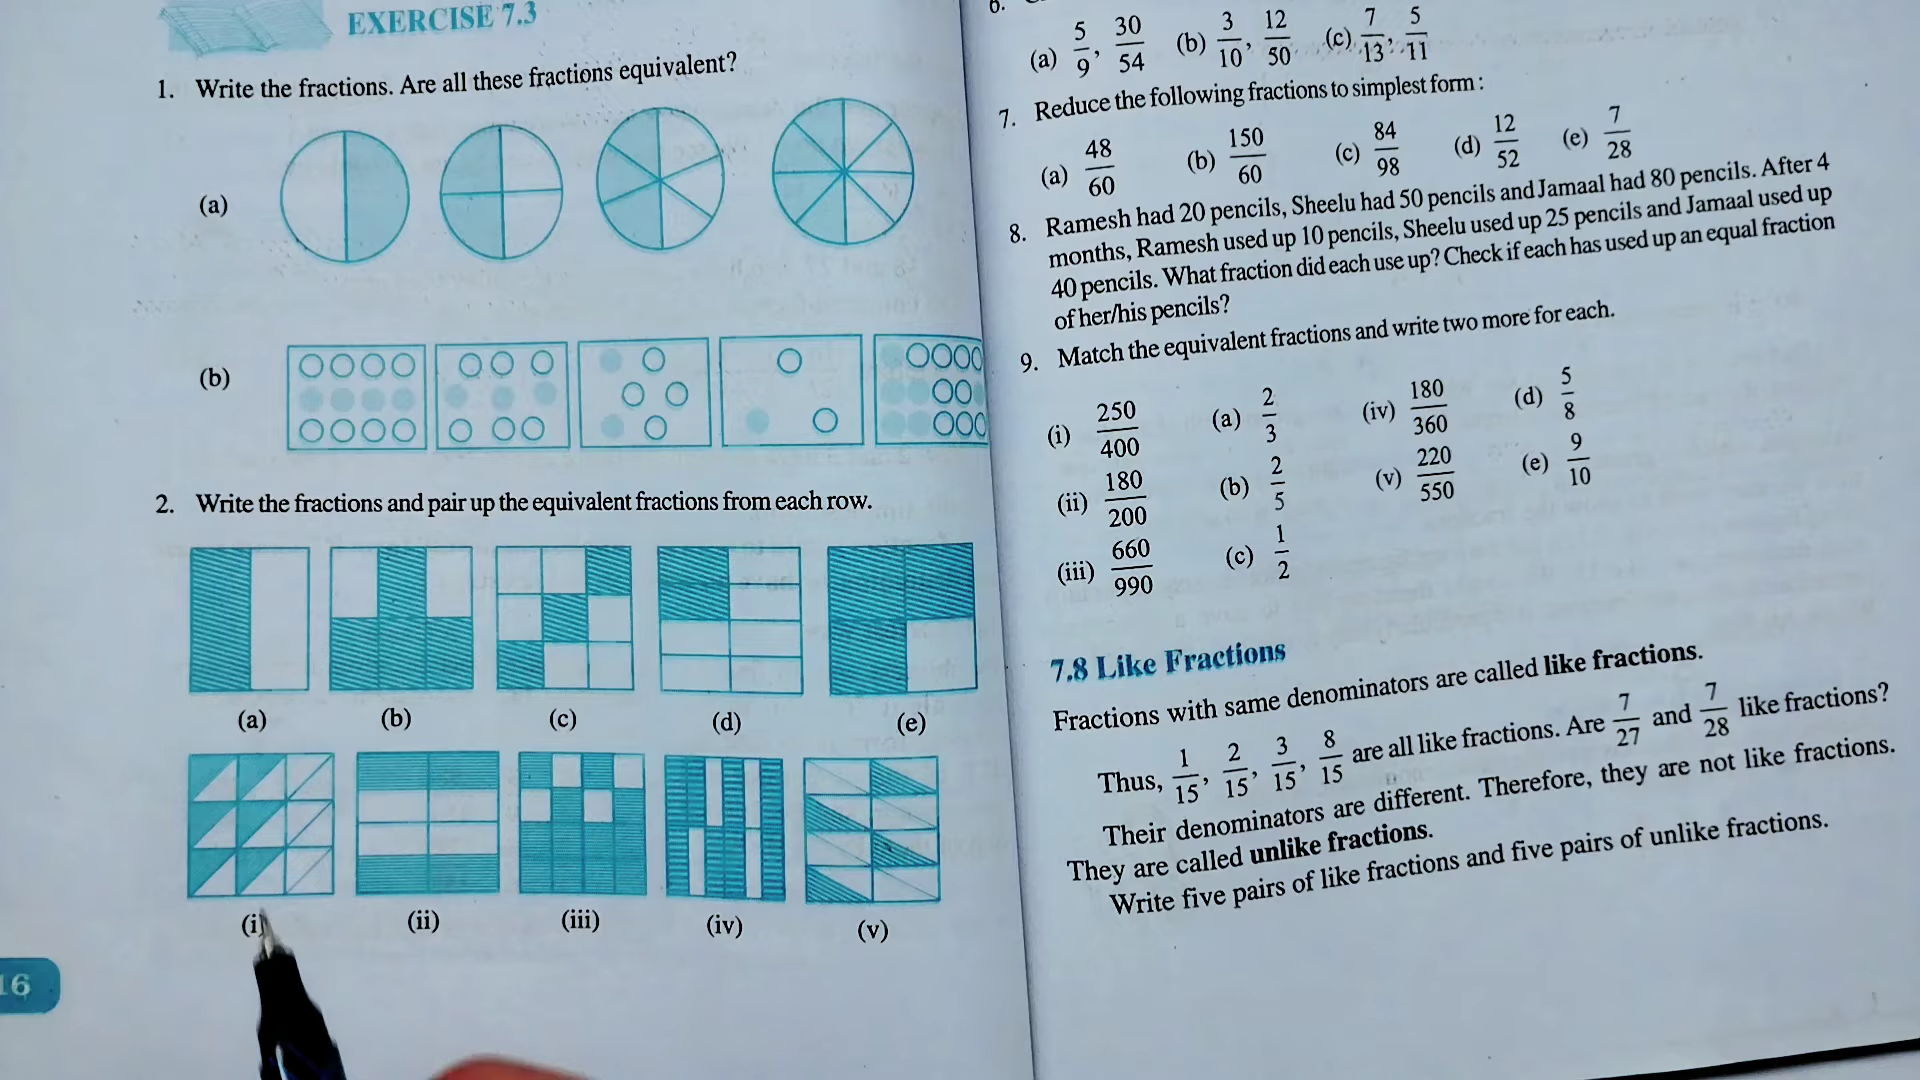 EXERCISE 7.3
1. Write the fractions. Are all these fractions equivalent?
(a)
(b)
2. Write the fractions and pair up the equivalent fractions from each row.
(a) (b) (c) (d) (e)
(i) (ii) (iii) (iv) (v)
16
6.
(a) 5/9, 30/54 (b) 3/10, 12/50 (c) 7/13, 5/11
7. Reduce the following fractions to simplest form :
(a) 48/60 (b) 150/60 (c) 84/98 (d) 12/52 (e) 7/28
8. Ramesh had 20 pencils, Sheelu had 50 pencils and Jamaal had 80 pencils. After 4
months, Ramesh used up 10 pencils, Sheelu used up 25 pencils and Jamaal used up
40 pencils. What fraction did each use up? Check if each has used up an equal fraction
of her/his pencils?
9. Match the equivalent fractions and write two more for each.
(i) 250/400 (a) 2/3 (iv) 180/360 (d) 5/8
(ii) 180/200 (b) 2/5 (v) 220/550 (e) 9/10
(iii) 660/990 (c) 1/2
7.8 Like Fractions
Fractions with same denominators are called like fractions.
Thus, 1/15, 2/15, 3/15, 8/15 are all like fractions. Are 7/27 and 7/28 like fractions?
Their denominators are different. Therefore, they are not like fractions.
They are called unlike fractions.
Write five pairs of like fractions and five pairs of unlike fractions.